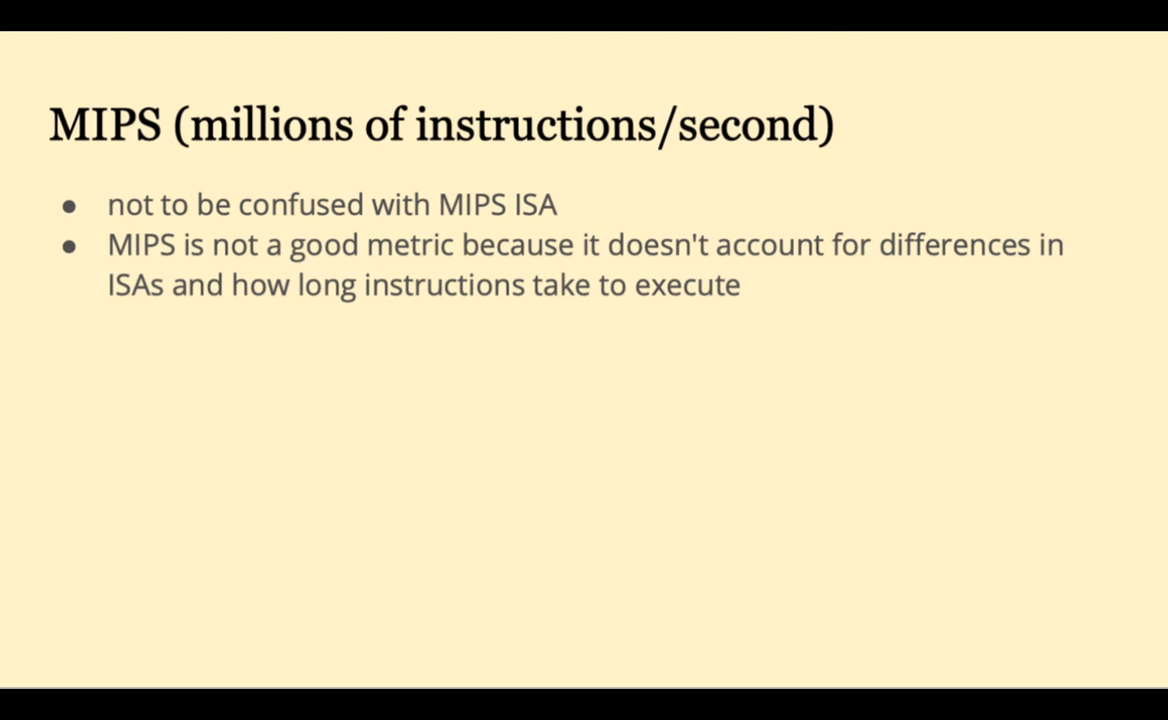 MIPS (millions of instructions/second)
● not to be confused with MIPS ISA
● MIPS is not a good metric because it doesn't account for differences in
ISAs and how long instructions take to execute